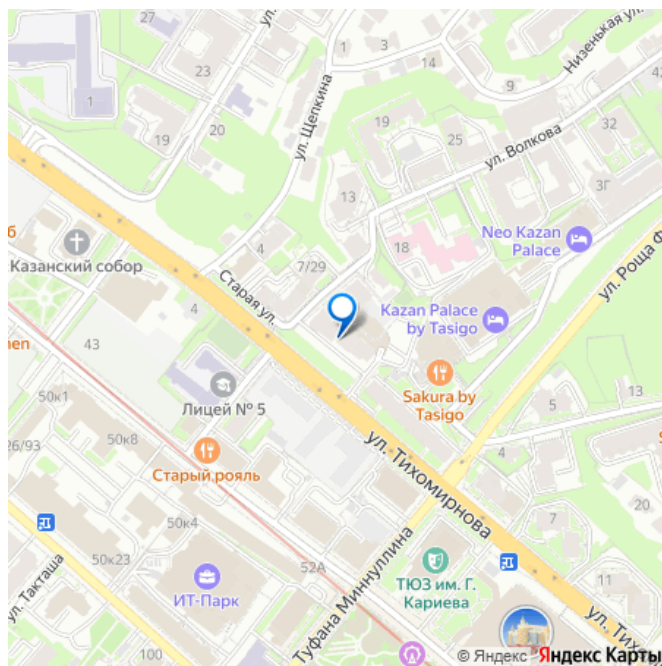 27
23
1
19
20
ул. Щепкина
1
3
14
9
Низенькая ул.
42
19
25
ул. Волкова
32
13
3Г
18
Neo Kazan
Palace
ул. Роща Ф
Казанский собор
4
7/29
Старая ул.
Kazan Palace
by Tasigo
4
43
50к1
Лицей № 5
Sakura by
Tasigo
5
26/93
50к8
Старый рояль
ул. Тихомирнова
4
20
50к4
7
50к23
52А
ул. Такташа
ИТ-Парк
Туфана Миннуллина
ТЮЗ им. Г.
Кариева
11
ул. Тихо
100
© Яндекс Яндекс Карты